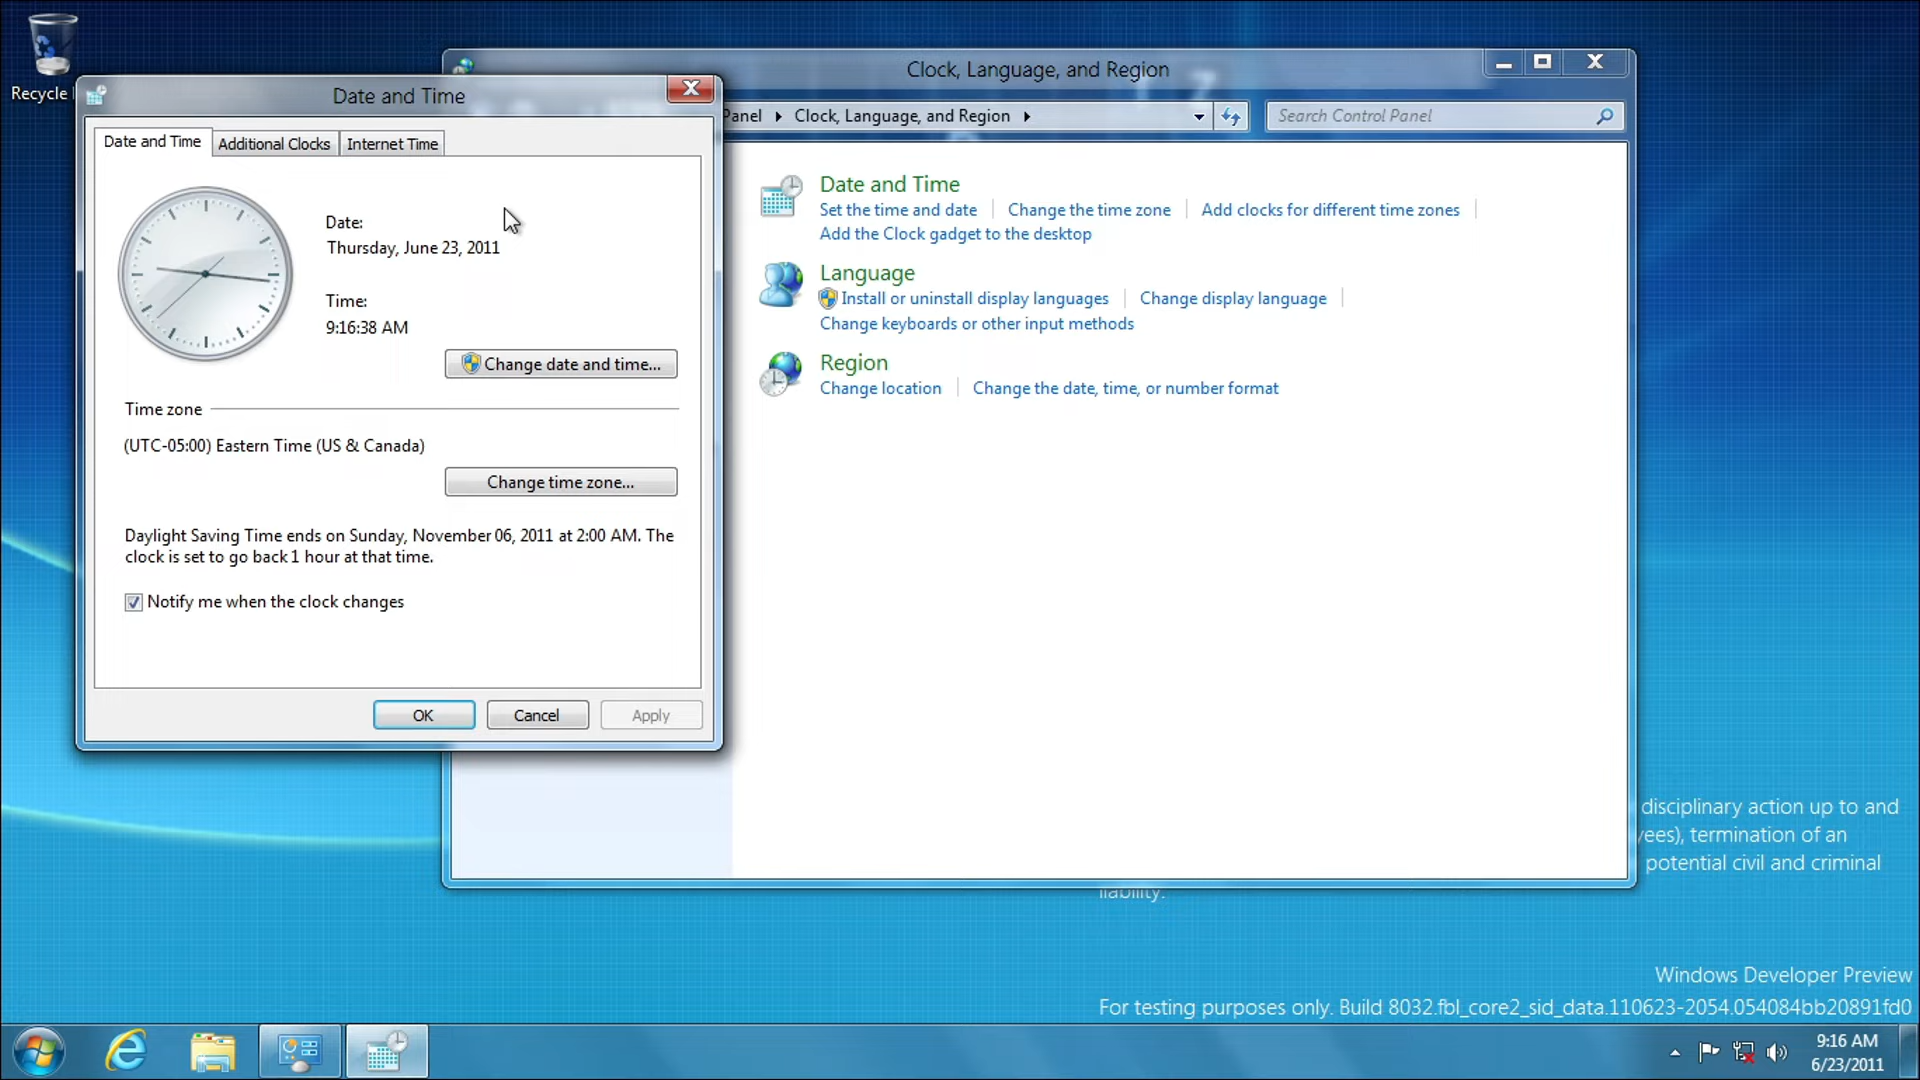 Recycle
Date and Time
Date and Time
Additional Clocks
Internet Time
Date:
Thursday, June 23, 2011
Time:
9:16:38 AM
Change date and time...
Time zone
(UTC-05:00) Eastern Time (US & Canada)
Change time zone...
Daylight Saving Time ends on Sunday, November 06, 2011 at 2:00 AM. The
clock is set to go back 1 hour at that time.
Notify me when the clock changes
OK
Cancel
Apply
Clock, Language, and Region
Panel
Clock, Language, and Region
Search Control Panel
Date and Time
Set the time and date
Change the time zone
Add clocks for different time zones
Add the Clock gadget to the desktop
Language
Install or uninstall display languages
Change display language
Change keyboards or other input methods
Region
Change location
Change the date, time, or number format
disciplinary action up to and
yees), termination of an
potential civil and criminal
liability.
Windows Developer Preview
For testing purposes only. Build 8032.fbl_core2_sid_data.110623-2054.054084bb20891fd0
9:16 AM
6/23/2011